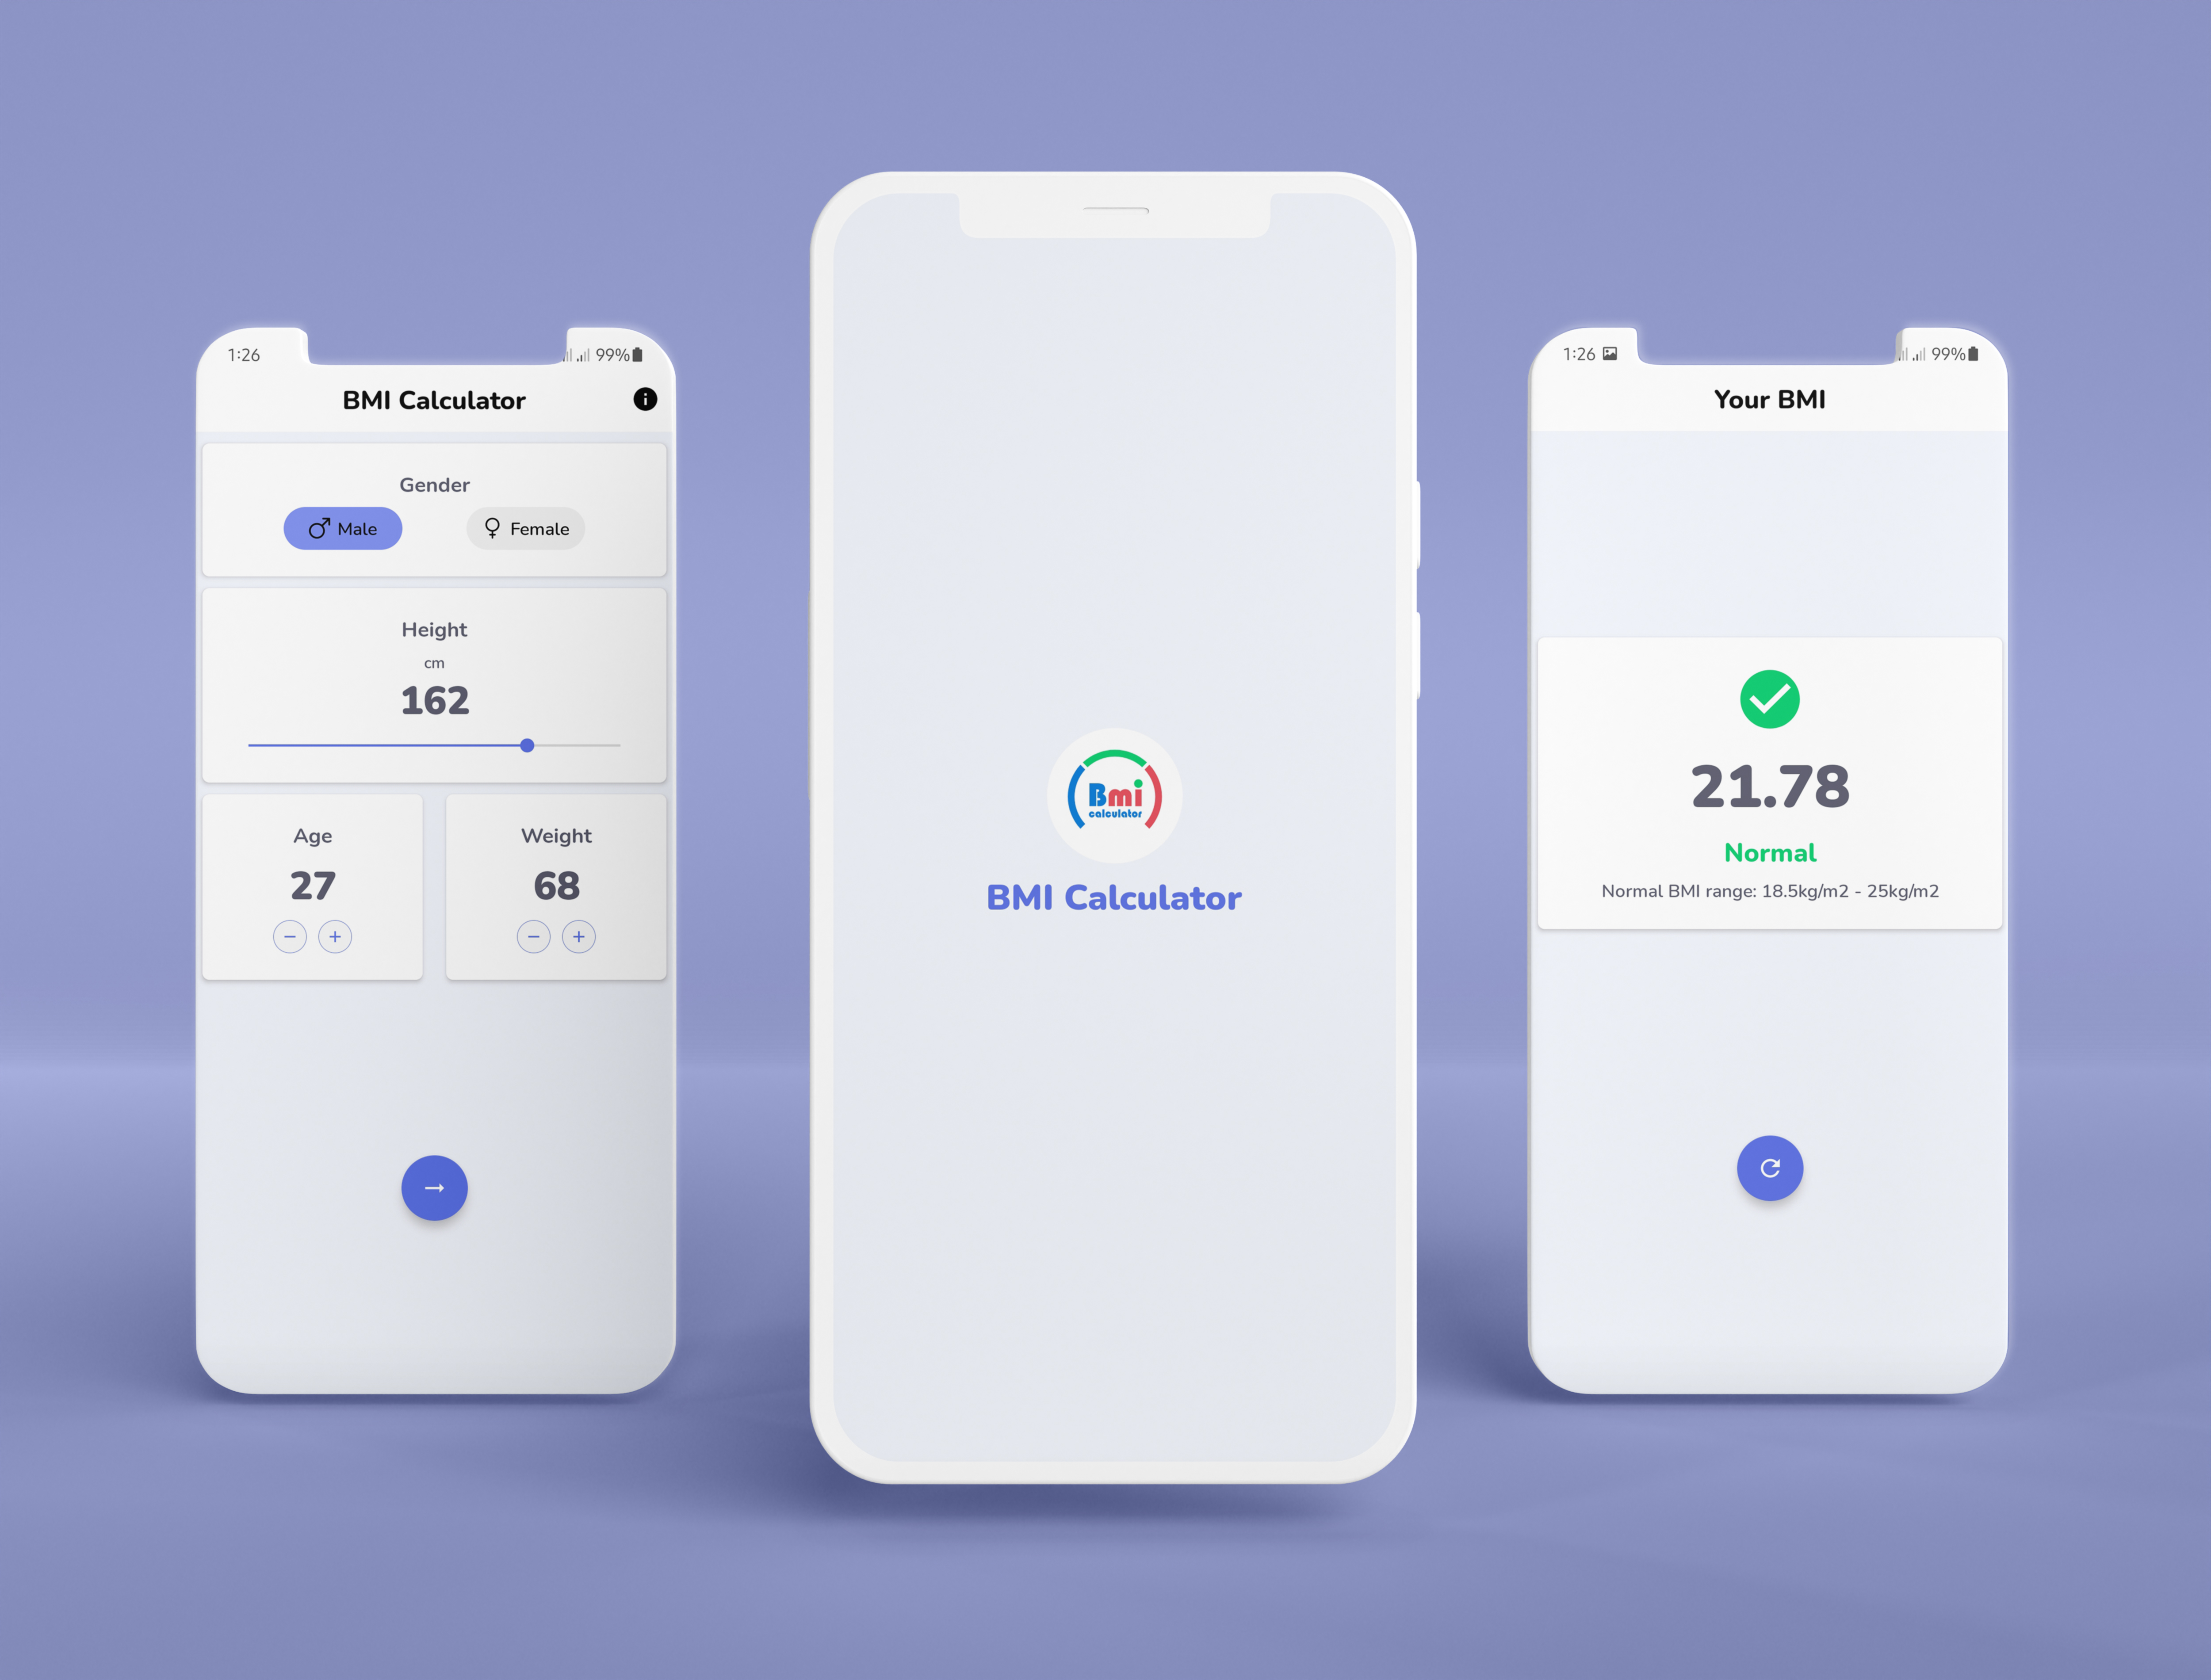 1:26
99%
BMI Calculator
Gender
Male
Female
Height
cm
162
Age
27
Weight
68
Bmi
calculator
BMI Calculator
1:26
99%
Your BMI
21.78
Normal
Normal BMI range: 18.5kg/m2 - 25kg/m2